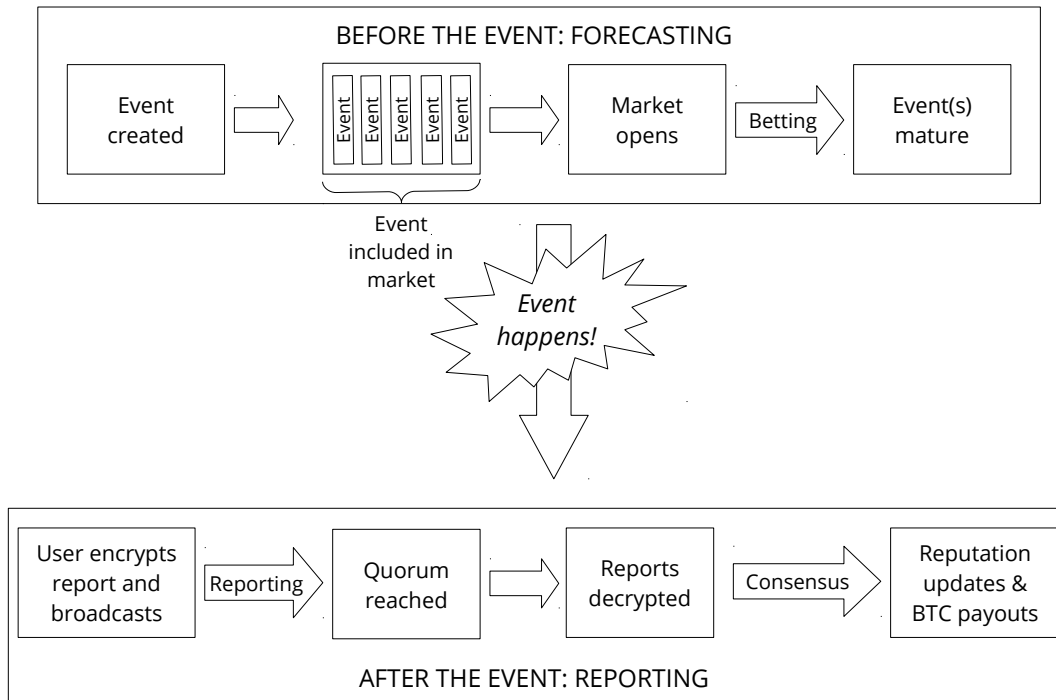 BEFORE THE EVENT: FORECASTING
Event
created
Event
Event
Event
Event
Event
Market
opens
Betting
Event(s)
mature
Event
included in
market
Event
happens!
User encrypts
report and
broadcasts
Reporting
Quorum
reached
Reports
decrypted
Consensus
Reputation
updates &
BTC payouts
AFTER THE EVENT: REPORTING